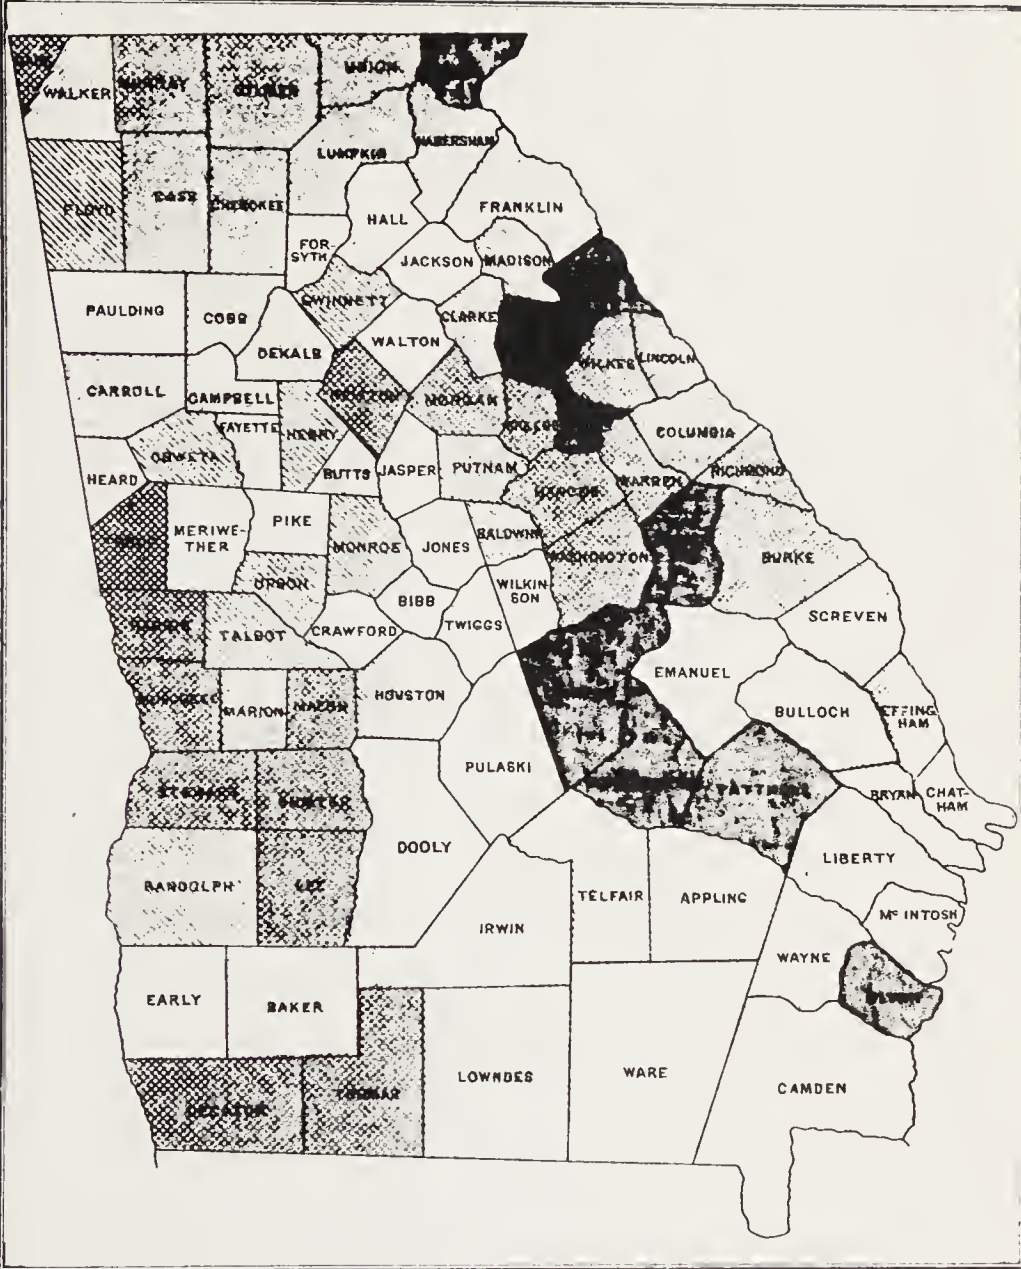 UNION
WALKER
MURRAY
GILMER
HABERSHAM
LUMPKIN
FLOYD
CASS
CHEROKEE
HALL
FRANKLIN
FOR-
SYTH
JACKSON
MADISON
PAULDING
COBB
GWINNETT
CLARKE
DEKALB
WALTON
WILKES
LINCOLN
CARROLL
CAMPBELL
NEWTON
MORGAN
FAYETTE
HENRY
COLUMBIA
COWETA
HEARD
BUTTS
JASPER
PUTNAM
HANCOCK
WARREN
RICHMOND
MERIWE-
THER
PIKE
MONROE
JONES
BALDWIN
WASHINGTON
BURKE
UPSON
BIBB
WILKIN-
SON
TALBOT
CRAWFORD
TWIGGS
SCREVEN
HARRIS
EMANUEL
MUSCOGEE
MARION
MACON
HOUSTON
BULLOCH
EFFING-
HAM
PULASKI
STEWART
SUMTER
TATTNALL
BRYAN
CHAT-
HAM
DOOLY
LIBERTY
RANDOLPH
LEE
TELFAIR
APPLING
Mc INTOSH
IRWIN
WAYNE
EARLY
BAKER
GLYNN
LOWNDES
WARE
THOMAS
DECATUR
CAMDEN